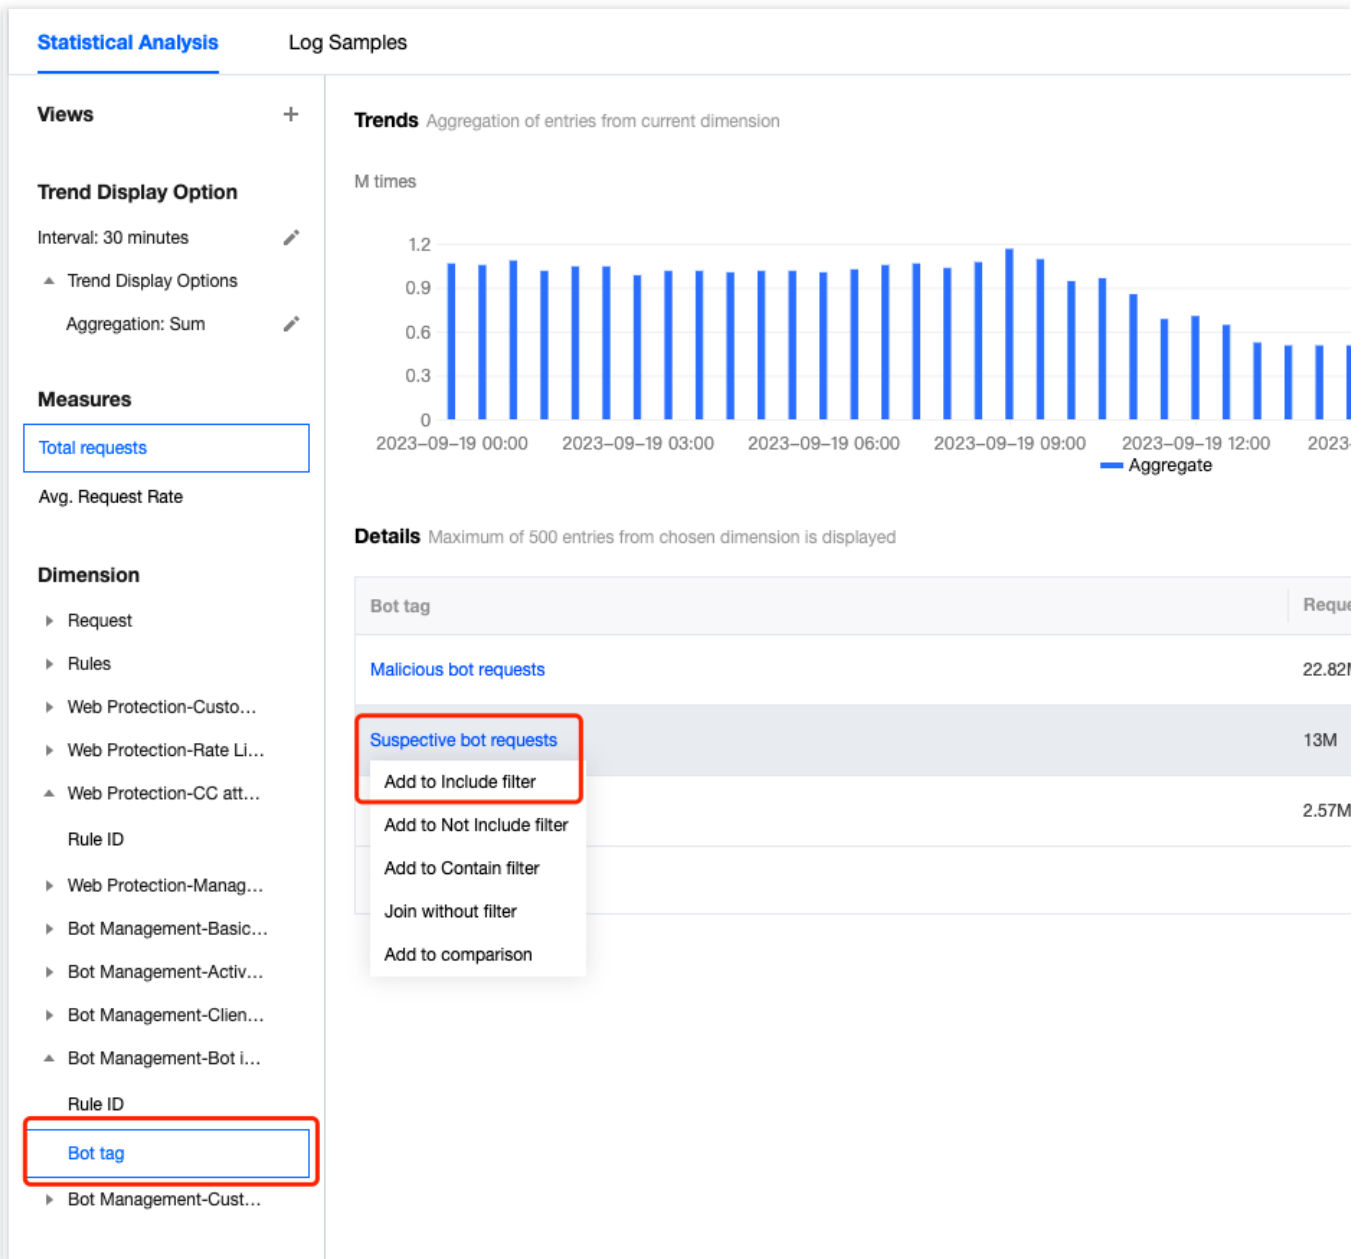 Statistical Analysis
Log Samples
Views
Trend Display Option
Interval: 30 minutes
Trend Display Options
Aggregation: Sum
Measures
Total requests
Avg. Request Rate
Dimension
Request
Rules
Web Protection-Custo...
Web Protection-Rate Li...
Web Protection-CC att...
Rule ID
Web Protection-Manag...
Bot Management-Basic...
Bot Management-Activ...
Bot Management-Clien...
Bot Management-Bot i...
Rule ID
Bot tag
Bot Management-Cust...
Trends Aggregation of entries from current dimension
M times
1.2
0.9
0.6
0.3
0
2023-09-19 00:00 2023-09-19 03:00 2023-09-19 06:00 2023-09-19 09:00 2023-09-19 12:00 2023-
Aggregate
Details Maximum of 500 entries from chosen dimension is displayed
Bot tag Reque
Malicious bot requests 22.82M
Suspective bot requests 13M
Add to Include filter
Add to Not Include filter 2.57M
Add to Contain filter
Join without filter
Add to comparison